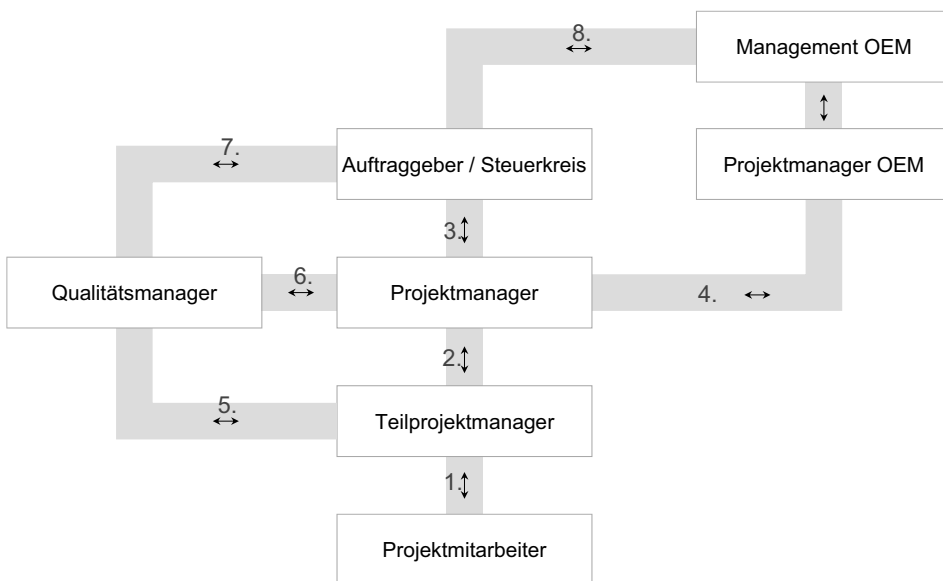 8.
Management OEM
7.
Auftraggeber / Steuerkreis
Projektmanager OEM
3.
Qualitätsmanager
6.
Projektmanager
4.
2.
5.
Teilprojektmanager
1.
Projektmitarbeiter